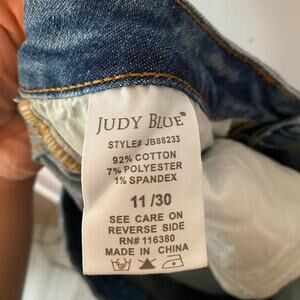 JUDY BLUE®
STYLE# JB88233
92% COTTON
7% POLYESTER
1% SPANDEX
11 /30
SEE CARE ON
REVERSE SIDE
RN# 116380
MADE IN CHINA